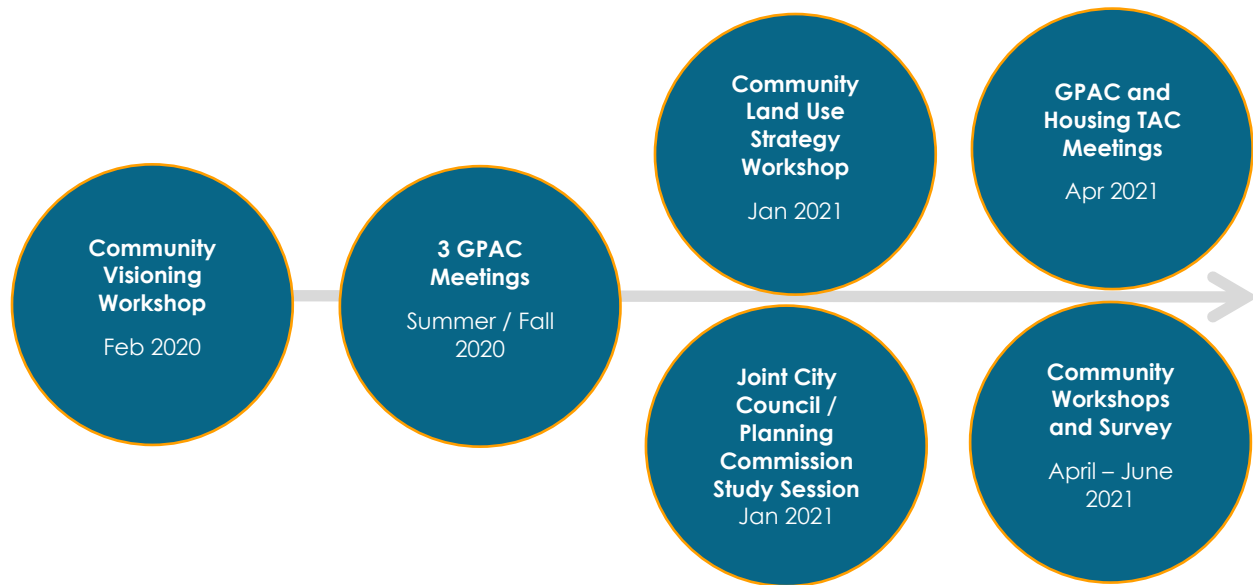 Community
Visioning
Workshop
Feb 2020
3 GPAC
Meetings
Summer / Fall
2020
Community
Land Use
Strategy
Workshop
Jan 2021
Joint City
Council /
Planning
Commission
Study Session
Jan 2021
GPAC and
Housing TAC
Meetings
Apr 2021
Community
Workshops
and Survey
April – June
2021